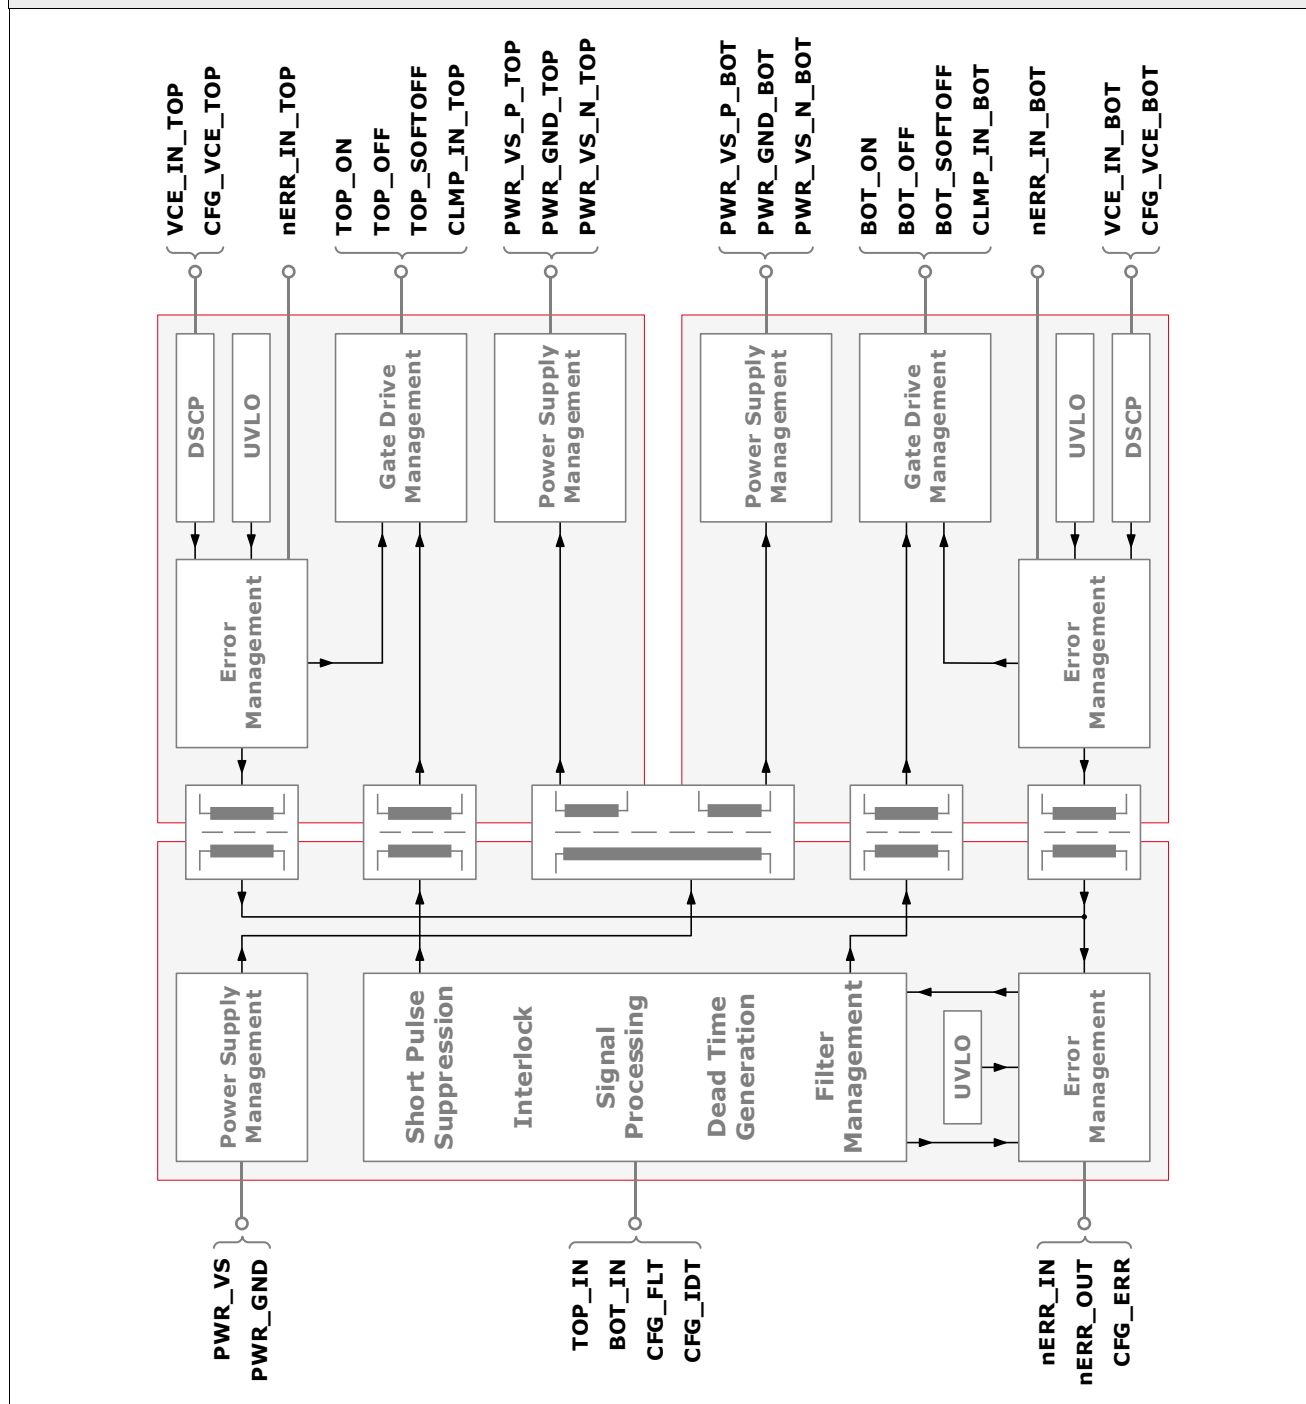 VCE_IN_TOP
CFG_VCE_TOP
nERR_IN_TOP
TOP_ON
TOP_OFF
TOP_SOFTOFF
CLMP_IN_TOP
PWR_VS_P_TOP
PWR_GND_TOP
PWR_VS_N_TOP
PWR_VS_P_BOT
PWR_GND_BOT
PWR_VS_N_BOT
BOT_ON
BOT_OFF
BOT_SOFTOFF
CLMP_IN_BOT
nERR_IN_BOT
VCE_IN_BOT
CFG_VCE_BOT
DSCP
UVLO
Gate Drive
Management
Power Supply
Management
Power Supply
Management
Gate Drive
Management
UVLO
DSCP
Error
Management
Error
Management
Power Supply
Management
Short Pulse
Suppression
Interlock
Signal
Processing
Dead Time
Generation
Filter
Management
UVLO
Error
Management
PWR_VS
PWR_GND
TOP_IN
BOT_IN
CFG_FLT
CFG_IDT
nERR_IN
nERR_OUT
CFG_ERR